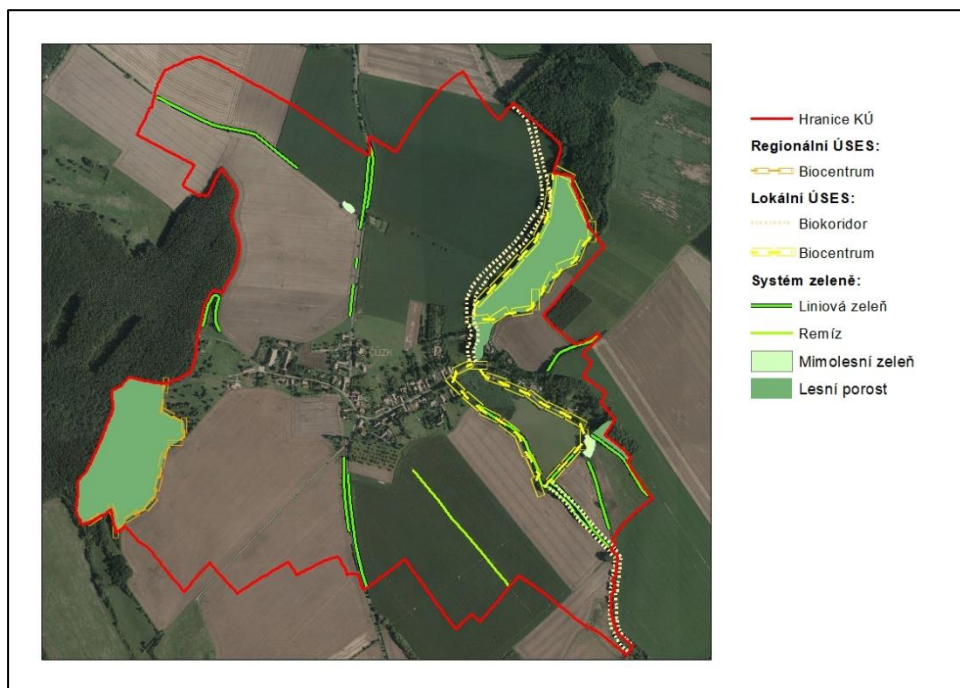 Hranice KÚ
Regionální ÚSES:
Biocentrum
Lokální ÚSES:
Biokoridor
Biocentrum
Systém zeleně:
Liniová zeleň
Remíz
Mimolesní zeleň
Lesní porost